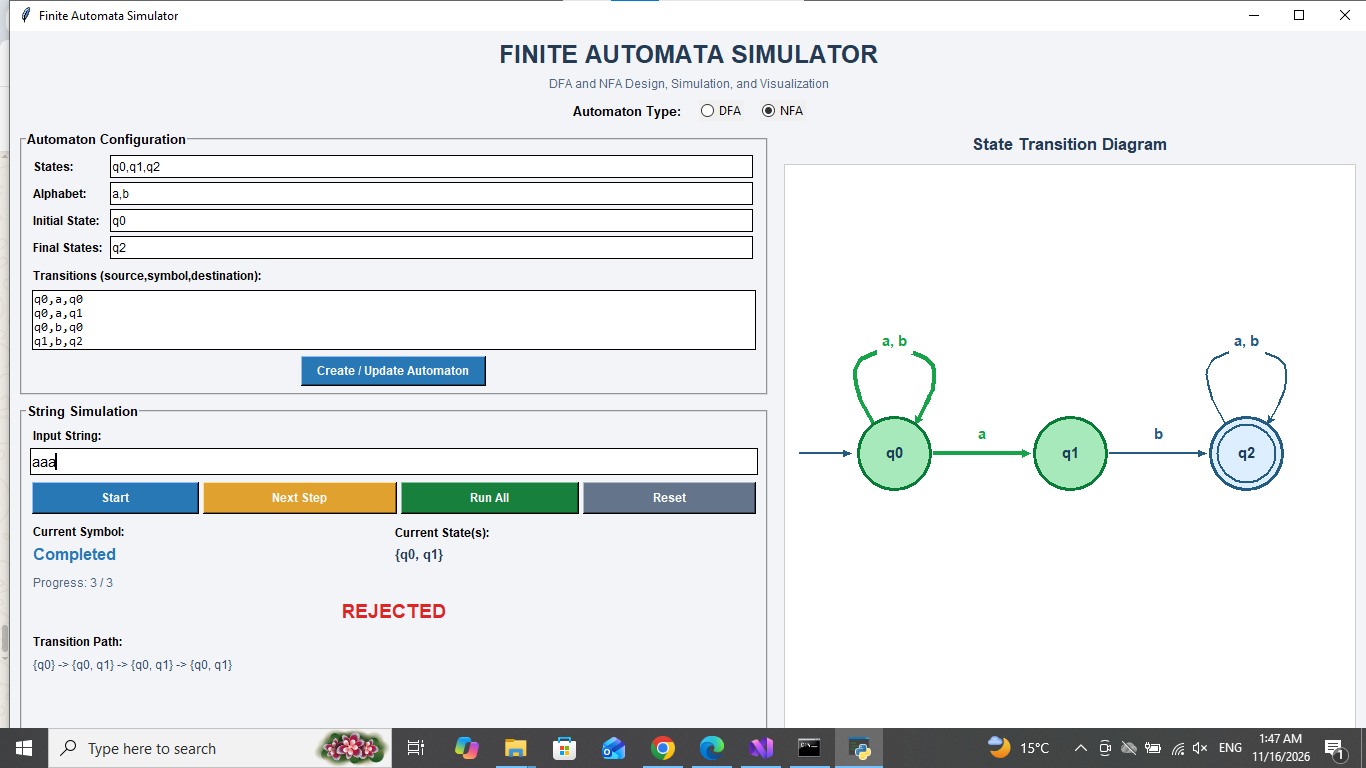 Finite Automata Simulator
FINITE AUTOMATA SIMULATOR
DFA and NFA Design, Simulation, and Visualization
Automaton Type: DFA NFA
Automaton Configuration
States: q0,q1,q2
Alphabet: a,b
Initial State: q0
Final States: q2
Transitions (source,symbol,destination):
q0,a,q0
q0,a,q1
q0,b,q0
q1,b,q2
Create / Update Automaton
String Simulation
Input String:
aaa
Start Next Step Run All Reset
Current Symbol: Current State(s):
Completed {q0, q1}
Progress: 3 / 3
REJECTED
Transition Path:
{q0} -> {q0, q1} -> {q0, q1} -> {q0, q1}
State Transition Diagram
a, b a, b
a b
q0 q1 q2
Type here to search
15°C ENG 1:47 AM
11/16/2026
1